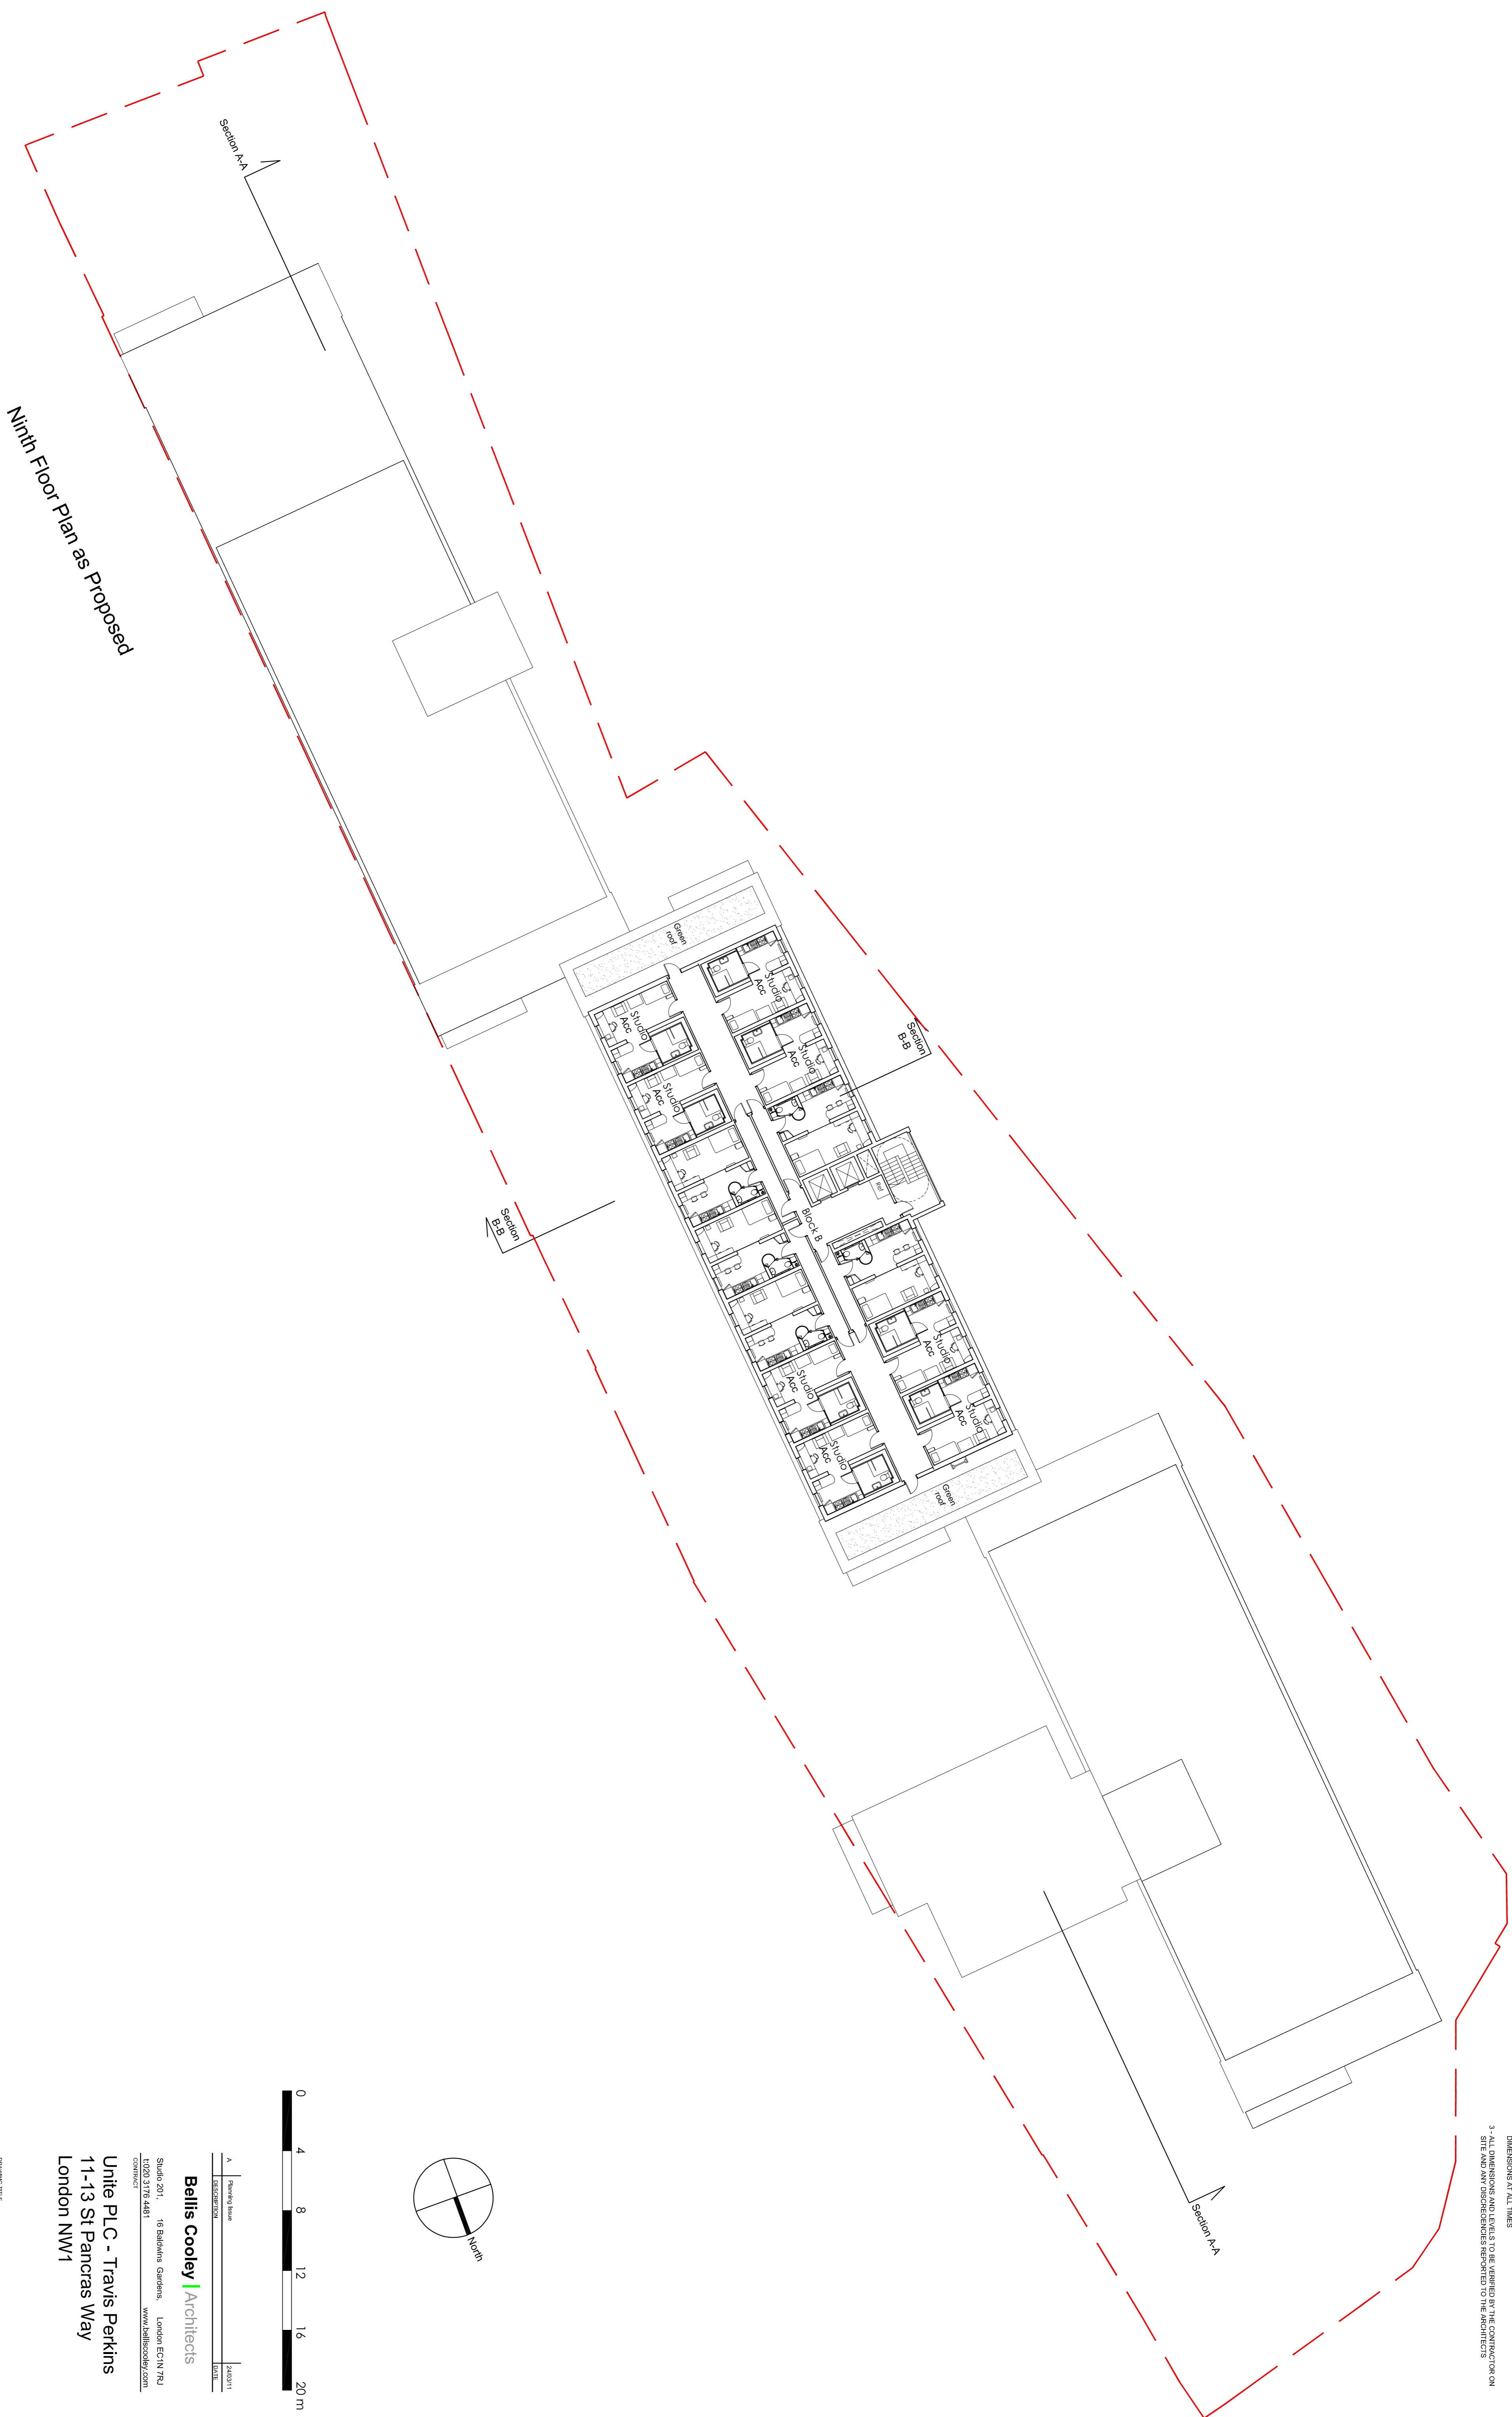 DIMENSIONS AT ALL TIMES
3 - ALL DIMENSIONS AND LEVELS TO BE VERIFIED BY THE CONTRACTOR ON
SITE AND ANY DISCREOENCIES REPORTED TO THE ARCHITECTS
Section A-A
Ninth Floor Plan as Proposed
Green
roof
Studio
Acc
Studio
Acc
Studio
Acc
Studio
Acc
Section
B-B
Section
B-B
Ref
Block B
Studio
Acc
Studio
Acc
Studio
Acc
Studio
Acc
Green
roof
Section A-A
North
0 4 8 12 16 20 m
A Planning Issue 24/03/11
DESCRIPTION DATE
Bellis Cooley | Architects
Studio 201, 16 Baldwins Gardens, London EC1N 7RJ
t:020 3176 4481 www.belliscooley.com
CONTRACT
Unite PLC - Travis Perkins
11-13 St Pancras Way
London NW1